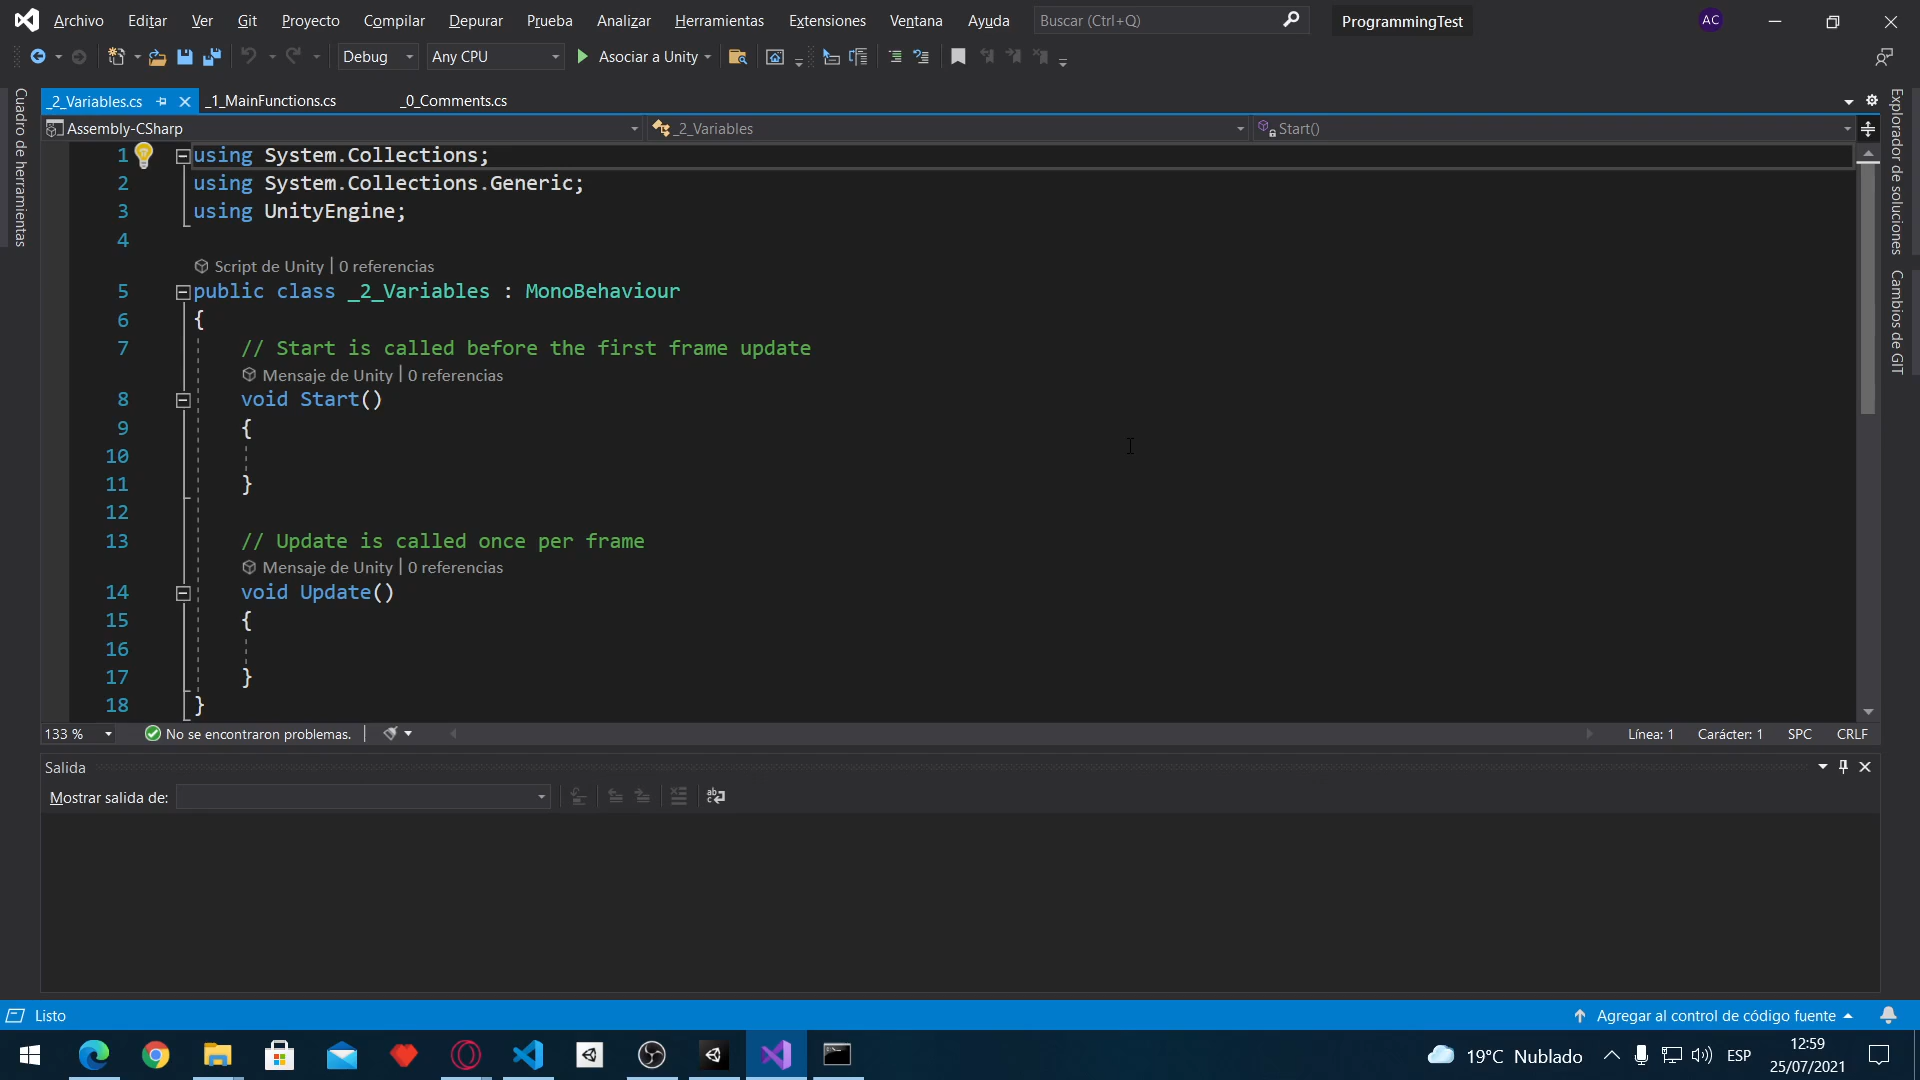 Archivo Editar Ver Git Proyecto Compilar Depurar Prueba Analizar Herramientas Extensiones Ventana Ayuda Buscar (Ctrl+Q) ProgrammingTest AC
Debug Any CPU Asociar a Unity
Cuadro de herramientas
_2_Variables.cs _1_MainFunctions.cs _0_Comments.cs
Assembly-CSharp _2_Variables Start()
1 using System.Collections;
2 using System.Collections.Generic;
3 using UnityEngine;
4
Script de Unity | 0 referencias
5 public class _2_Variables : MonoBehaviour
6 {
7 // Start is called before the first frame update
Mensaje de Unity | 0 referencias
8 void Start()
9 {
10
11 }
12
13 // Update is called once per frame
Mensaje de Unity | 0 referencias
14 void Update()
15 {
16
17 }
18 }
Explorador de soluciones
Cambios de GIT
133 % No se encontraron problemas. Línea: 1 Carácter: 1 SPC CRLF
Salida
Mostrar salida de:
Listo Agregar al control de código fuente
19°C Nublado ESP 12:59
25/07/2021